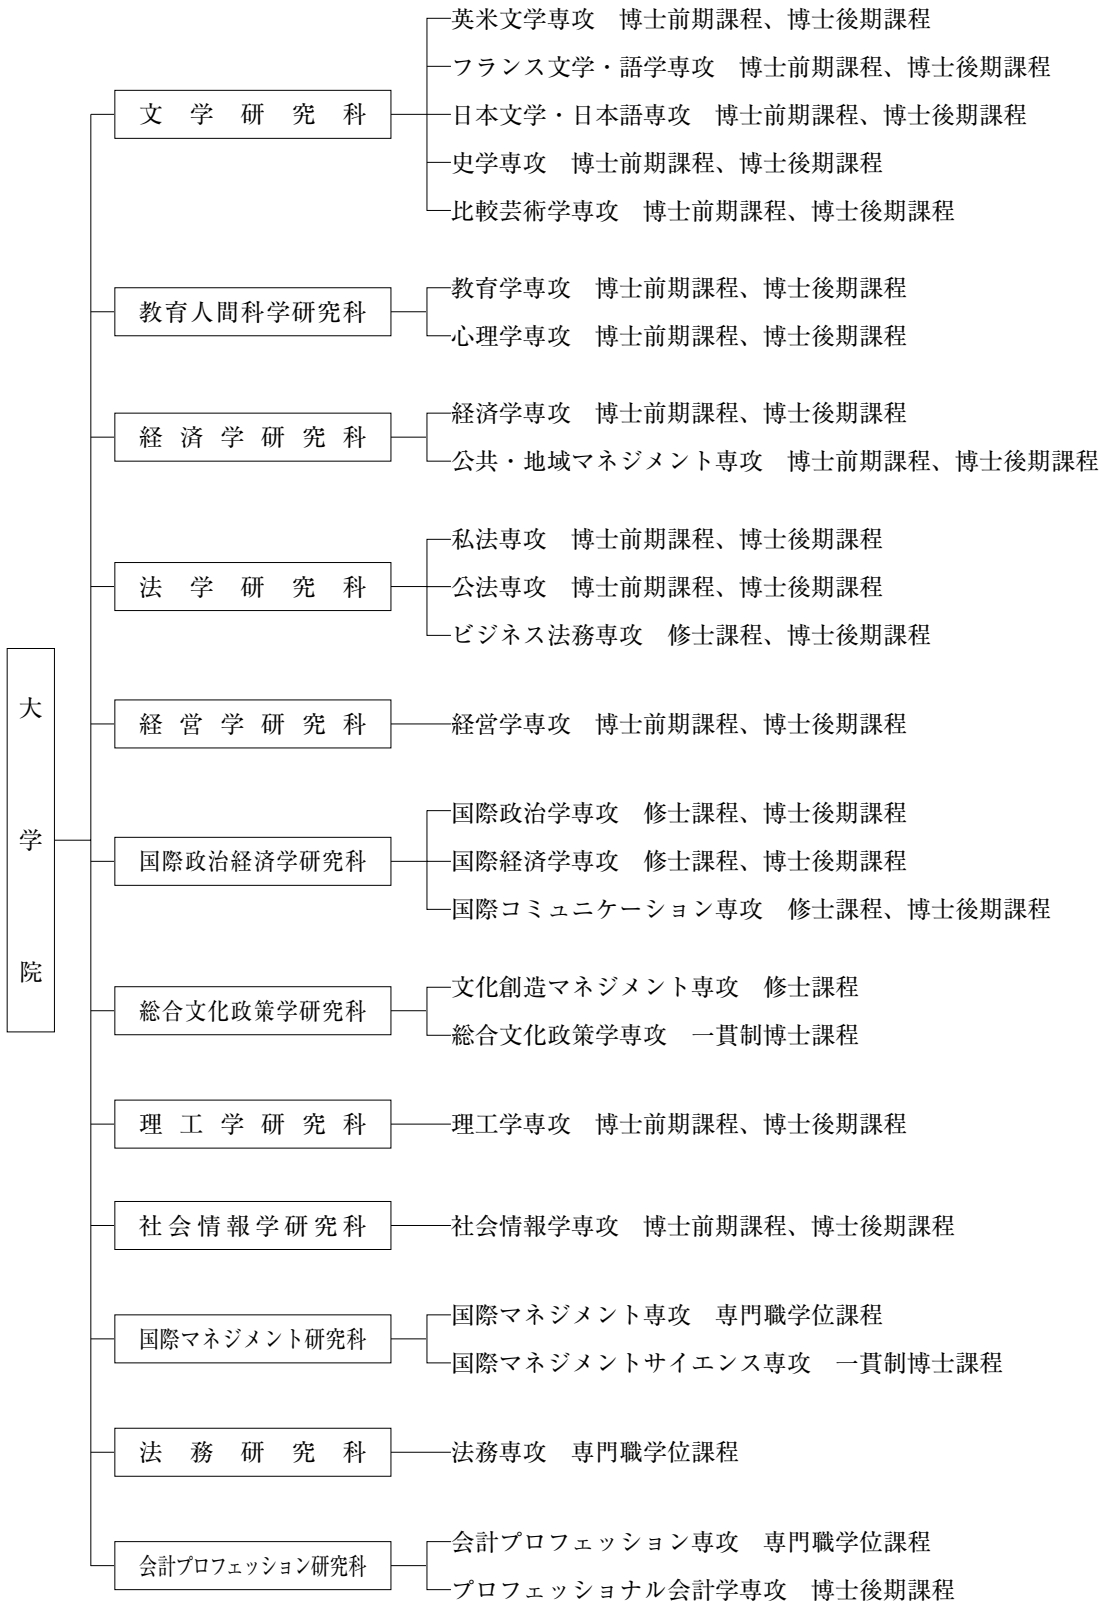 大学院
文学研究科
英米文学専攻　博士前期課程、博士後期課程
フランス文学・語学専攻　博士前期課程、博士後期課程
日本文学・日本語専攻　博士前期課程、博士後期課程
史学専攻　博士前期課程、博士後期課程
比較芸術学専攻　博士前期課程、博士後期課程
教育人間科学研究科
教育学専攻　博士前期課程、博士後期課程
心理学専攻　博士前期課程、博士後期課程
経済学研究科
経済学専攻　博士前期課程、博士後期課程
公共・地域マネジメント専攻　博士前期課程、博士後期課程
法学研究科
私法専攻　博士前期課程、博士後期課程
公法専攻　博士前期課程、博士後期課程
ビジネス法務専攻　修士課程、博士後期課程
経営学研究科
経営学専攻　博士前期課程、博士後期課程
国際政治経済学研究科
国際政治学専攻　修士課程、博士後期課程
国際経済学専攻　修士課程、博士後期課程
国際コミュニケーション専攻　修士課程、博士後期課程
総合文化政策学研究科
文化創造マネジメント専攻　修士課程
総合文化政策学専攻　一貫制博士課程
理工学研究科
理工学専攻　博士前期課程、博士後期課程
社会情報学研究科
社会情報学専攻　博士前期課程、博士後期課程
国際マネジメント研究科
国際マネジメント専攻　専門職学位課程
国際マネジメントサイエンス専攻　一貫制博士課程
法務研究科
法務専攻　専門職学位課程
会計プロフェッション研究科
会計プロフェッション専攻　専門職学位課程
プロフェッショナル会計学専攻　博士後期課程